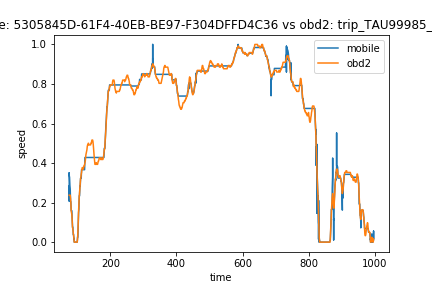 e: 5305845D-61F4-40EB-BE97-F304DFFD4C36 vs obd2: trip_TAU99985_
1.0
mobile
obd2
0.8
0.6
speed
0.4
0.2
0.0
200 400 600 800 1000
time